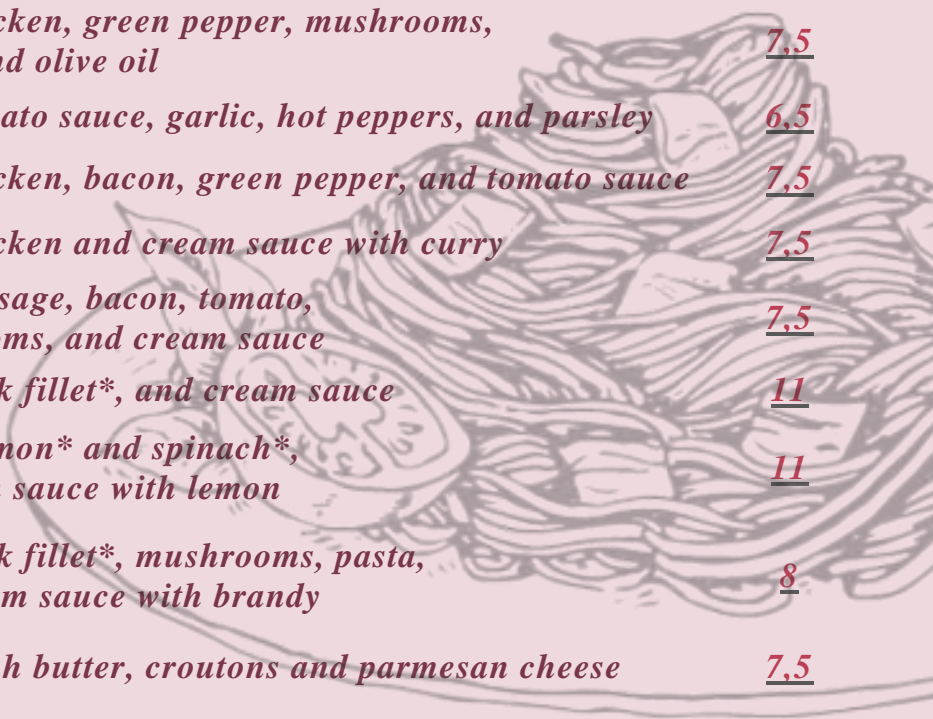 cken, green pepper, mushrooms,
nd olive oil
7,5
ato sauce, garlic, hot peppers, and parsley
6,5
cken, bacon, green pepper, and tomato sauce
7,5
cken and cream sauce with curry
7,5
sage, bacon, tomato,
oms, and cream sauce
7,5
k fillet*, and cream sauce
11
mon* and spinach*,
sauce with lemon
11
k fillet*, mushrooms, pasta,
m sauce with brandy
8
h butter, croutons and parmesan cheese
7,5